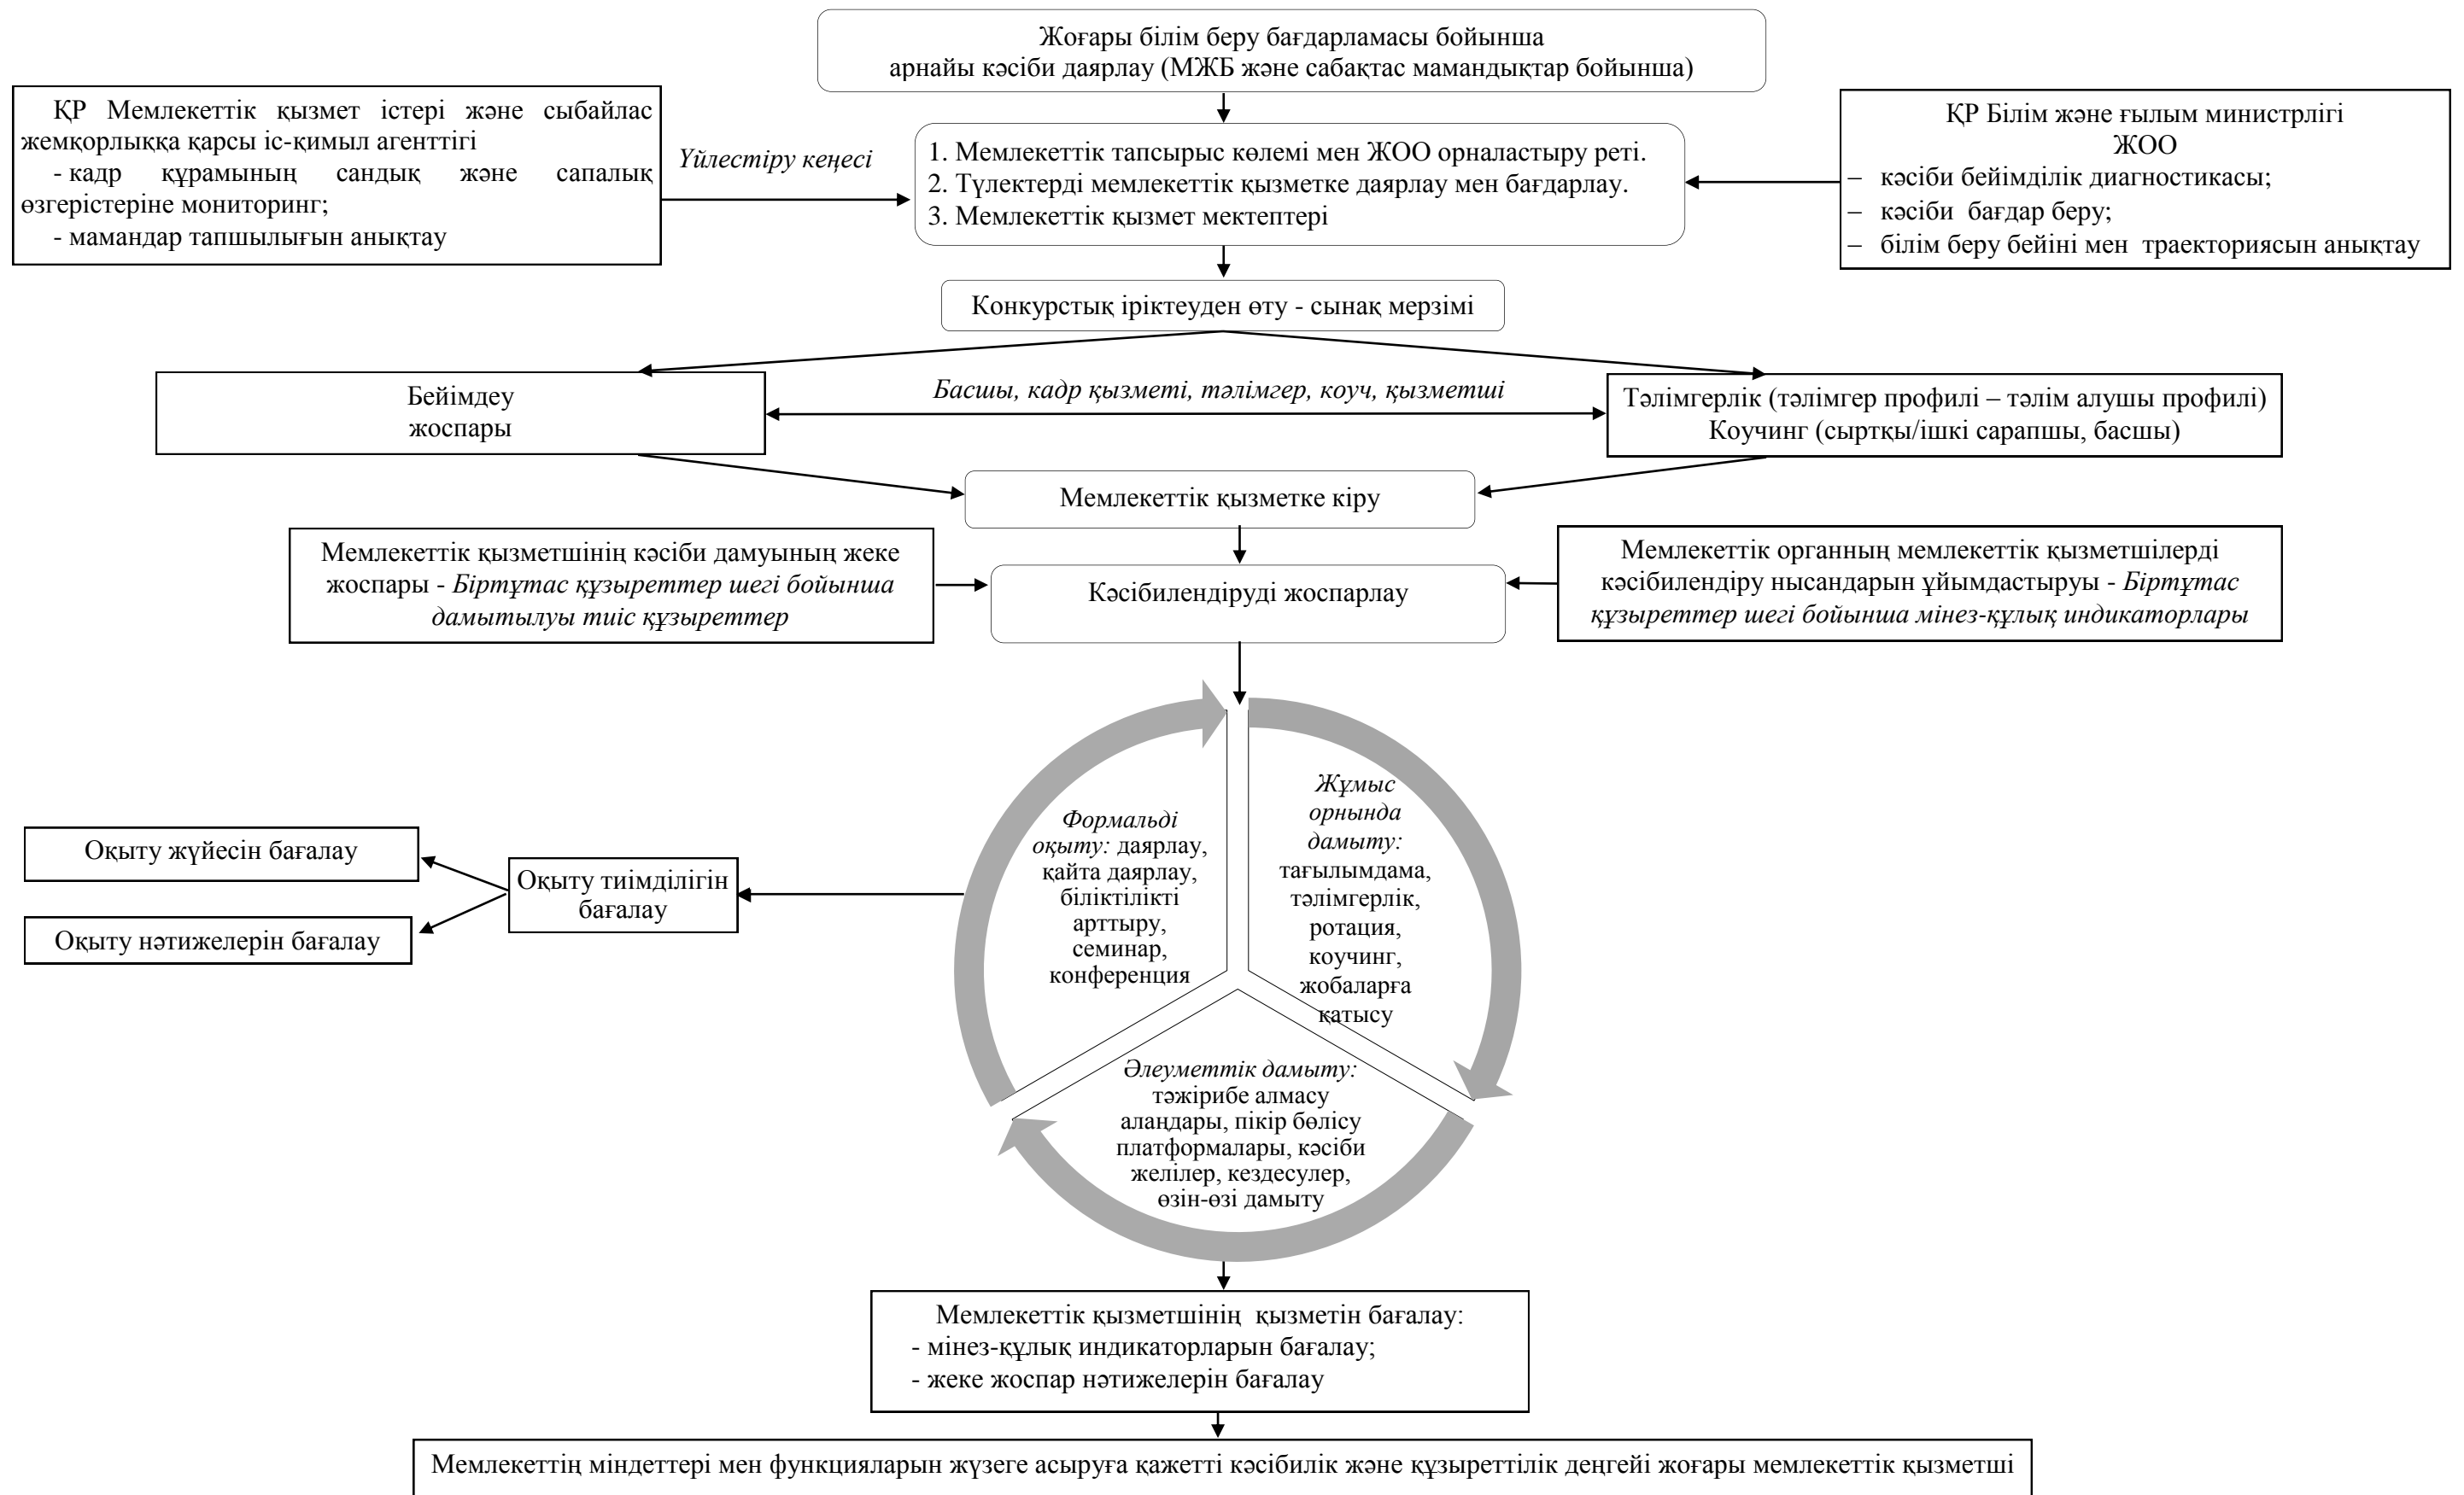 Жоғары білім беру бағдарламасы бойынша
арнайы кәсіби даярлау (МЖБ және сабақтас мамандықтар бойынша)
ҚР Мемлекеттік қызмет істері және сыбайлас
жемқорлыққа қарсы іс-қимыл агенттігі
- кадр құрамының сандық және сапалық
өзгерістеріне мониторинг;
- мамандар тапшылығын анықтау
Үйлестіру кеңесі
1. Мемлекеттік тапсырыс көлемі мен ЖОО орналастыру реті.
2. Түлектерді мемлекеттік қызметке даярлау мен бағдарлау.
3. Мемлекеттік қызмет мектептері
ҚР Білім және ғылым министрлігі
ЖОО
– кәсіби бейімділік диагностикасы;
– кәсіби бағдар беру;
– білім беру бейіні мен траекториясын анықтау
Конкурстық іріктеуден өту - сынақ мерзімі
Бейімдеу
жоспары
Басшы, кадр қызметі, тәлімгер, коуч, қызметші
Тәлімгерлік (тәлімгер профилі – тәлім алушы профилі)
Коучинг (сыртқы/ішкі сарапшы, басшы)
Мемлекеттік қызметке кіру
Мемлекеттік қызметшінің кәсіби дамуының жеке
жоспары - Біртұтас құзыреттер шегі бойынша
дамытылуы тиіс құзыреттер
Кәсібилендіруді жоспарлау
Мемлекеттік органның мемлекеттік қызметшілерді
кәсібилендіру нысандарын ұйымдастыруы - Біртұтас
құзыреттер шегі бойынша мінез-құлық индикаторлары
Формальді
оқыту: даярлау,
қайта даярлау,
біліктілікті
арттыру,
семинар,
конференция
Жұмыс
орнында
дамыту:
тағылымдама,
тәлімгерлік,
ротация,
коучинг,
жобаларға
қатысу
Оқыту жүйесін бағалау
Оқыту тиімділігін
бағалау
Оқыту нәтижелерін бағалау
Әлеуметтік дамыту:
тәжірибе алмасу
алаңдары, пікір бөлісу
платформалары, кәсіби
желілер, кездесулер,
өзін-өзі дамыту
Мемлекеттік қызметшінің қызметін бағалау:
- мінез-құлық индикаторларын бағалау;
- жеке жоспар нәтижелерін бағалау
Мемлекеттің міндеттері мен функцияларын жүзеге асыруға қажетті кәсібилік және құзыреттілік деңгейі жоғары мемлекеттік қызметші